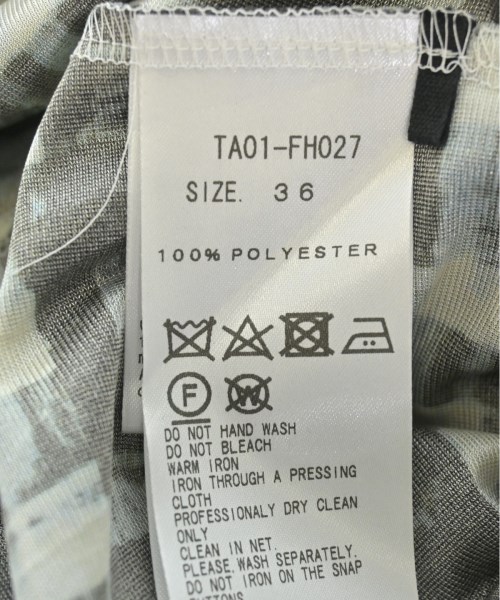 TA01-FH027
SIZE. 36
100% POLYESTER
F W
DO NOT HAND WASH
DO NOT BLEACH
WARM IRON
IRON THROUGH A PRESSING
CLOTH
PROFESSIONALY DRY CLEAN
ONLY
CLEAN IN NET.
PLEASE.WASH SEPARATELY.
DO NOT IRON ON THE SNAP
BUTTONS